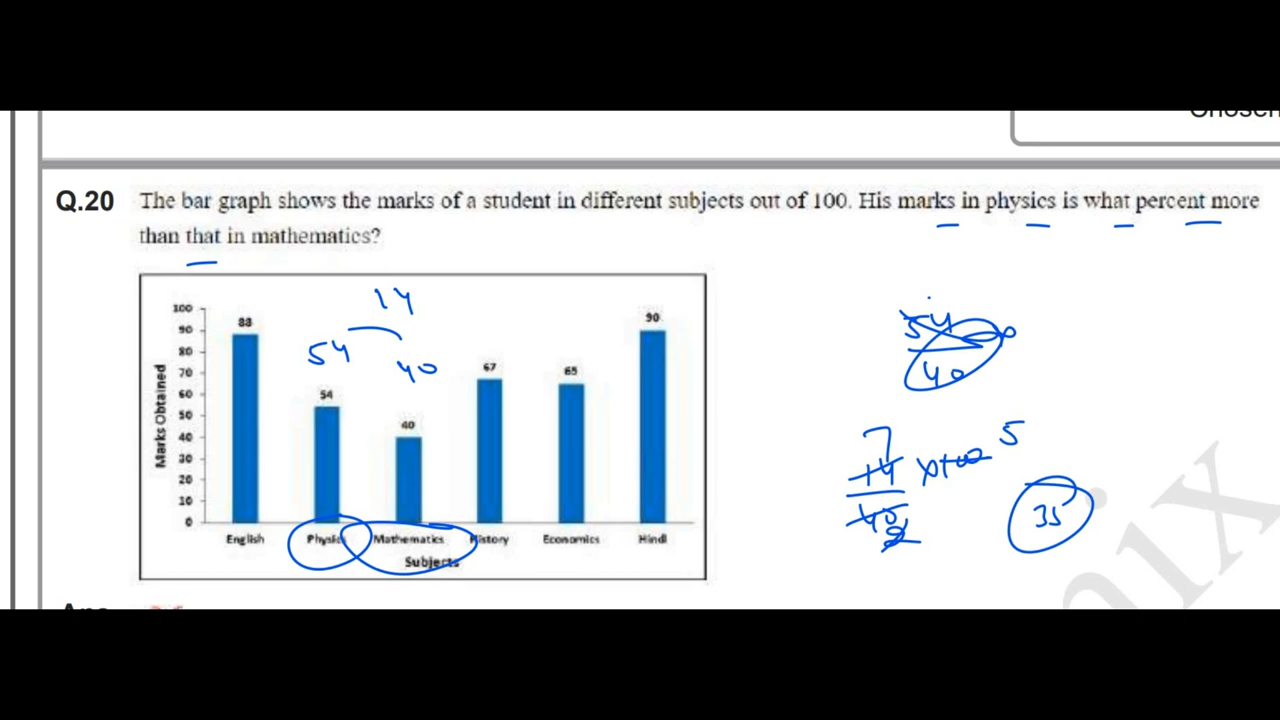 Q.20 The bar graph shows the marks of a student in different subjects out of 100. His marks in physics is what percent more
than that in mathematics?
Marks Obtained
100
90
80
70
60
50
40
30
20
10
0
88
54
40
67
65
90
English
Physics
Mathematics
History
Economics
Hindi
Subjects
14
54
40
54
40
7
14
40
2
5
35
nix